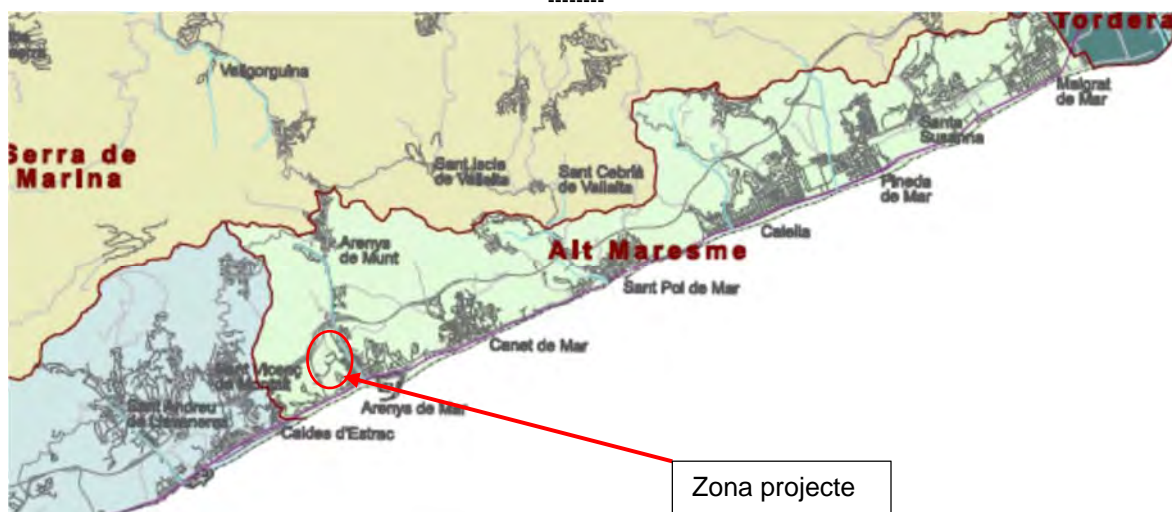 Tordera
Vallgorguina
Malgrat
de Mar
Santa
Susanna
Serra de
Marina
Sant Iscle
de Vallalta
Sant Cebrià
de Vallalta
Pineda
de Mar
Calella
Arenys
de Munt
Alt Maresme
Sant Pol de Mar
Canet de Mar
Sant Vicenç
de Montalt
Arenys de Mar
Sant Andreu
de Llavaneres
Caldes d'Estrac
Zona projecte